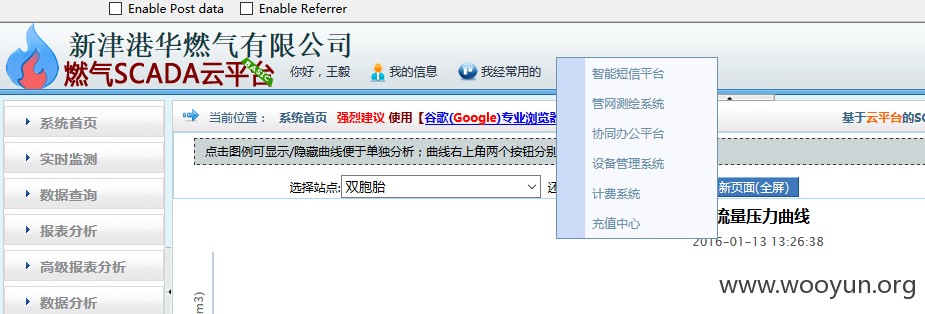 Enable Post data Enable Referrer
新津港华燃气有限公司
燃气SCADA云平台 BASIC 你好，王毅 我的信息 我经常用的
智能短信平台
管网测绘系统
协同办公平台
设备管理系统
计费系统
充值中心
系统首页
实时监测
数据查询
报表分析
高级报表分析
数据分析
当前位置： 系统首页 强烈建议 使用【谷歌(Google)专业浏览器 基于云平台的SC
点击图例可显示/隐藏曲线便于单独分析；曲线右上角两个按钮分别
选择站点: 双胞胎 还 新页面(全屏)
流量压力曲线
2016-01-13 13:26:38
m3)
www.wooyun.org